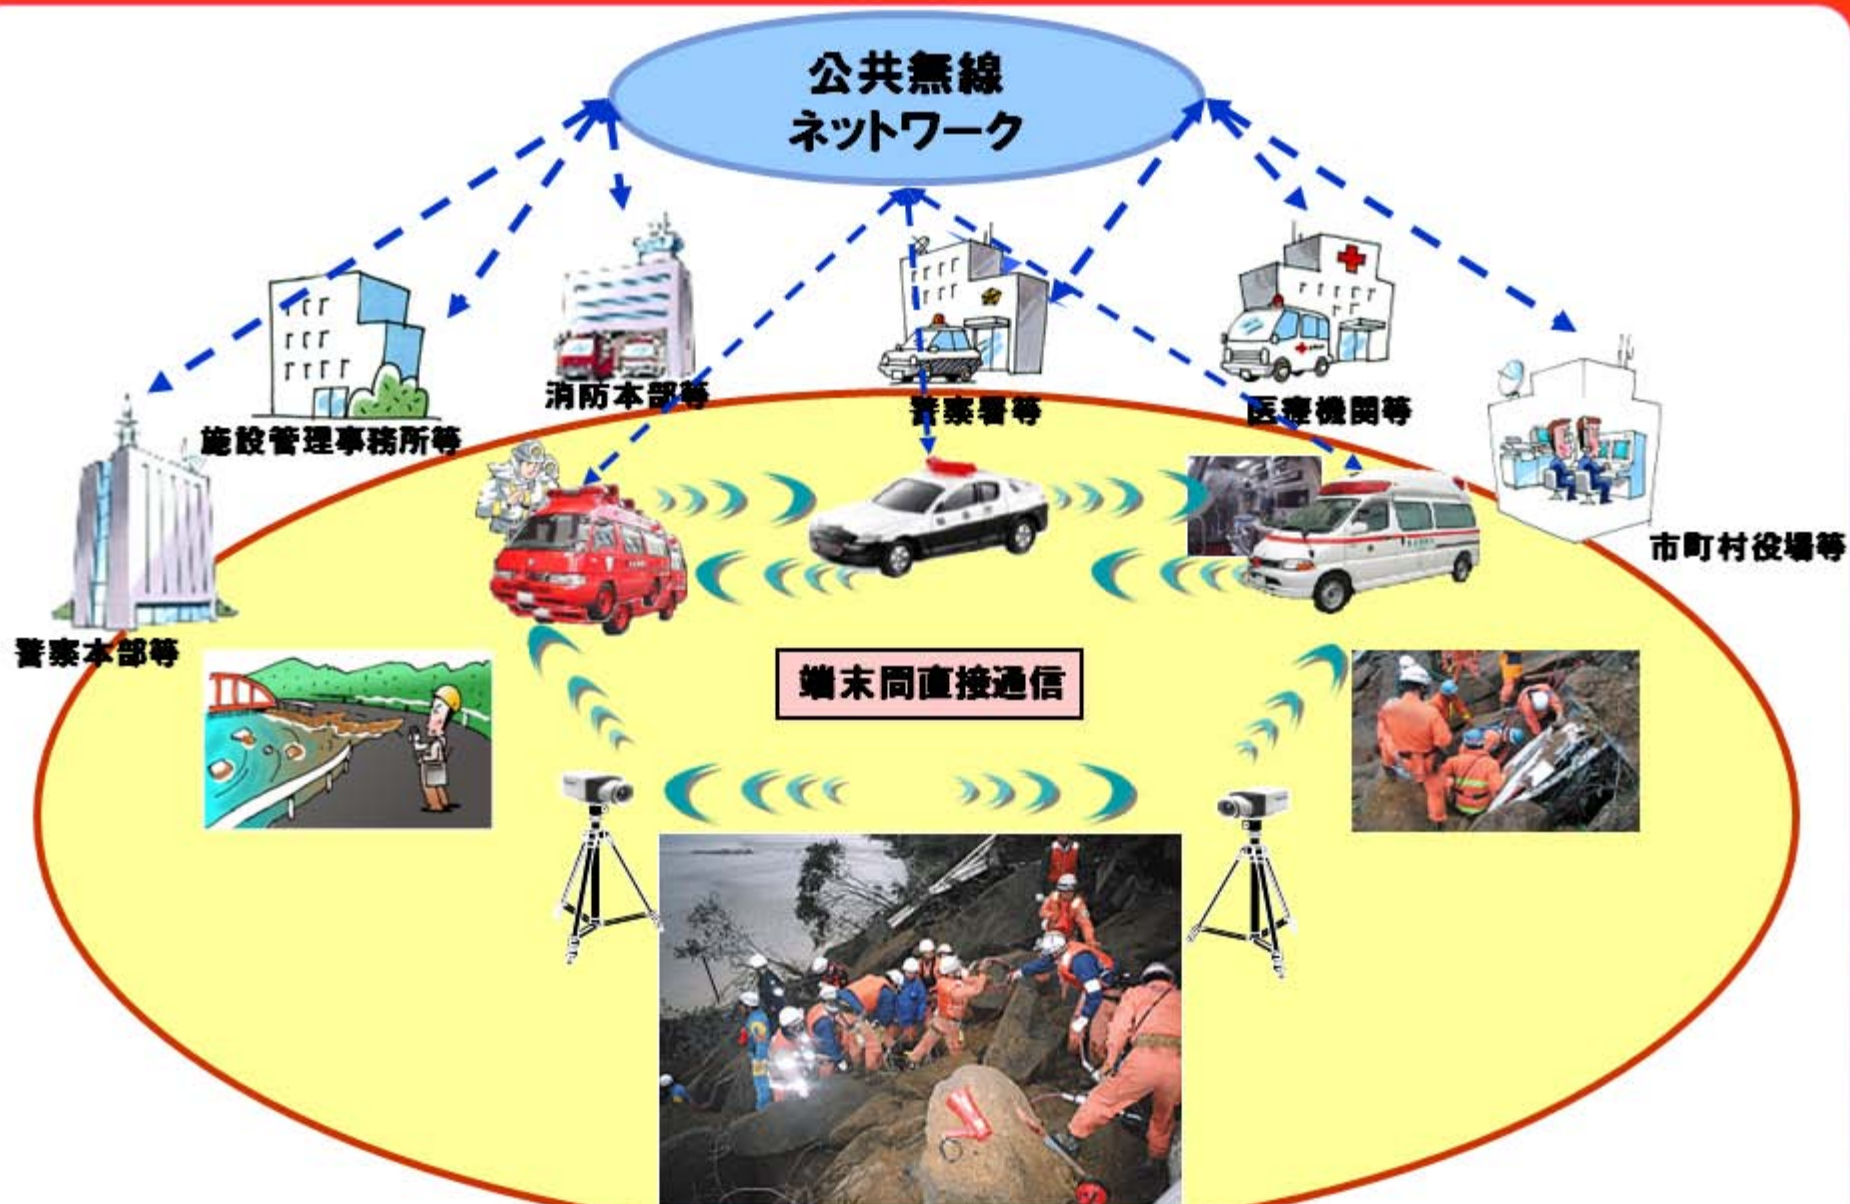 公共無線
ネットワーク
消防本部等
警察署等
医療機関等
施設管理事務所等
市町村役場等
警察本部等
端末間直接通信